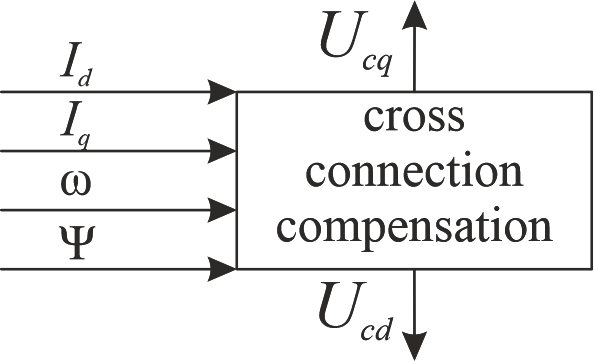 U_cq
I_d
I_q
ω
Ψ
cross
connection
compensation
U_cd